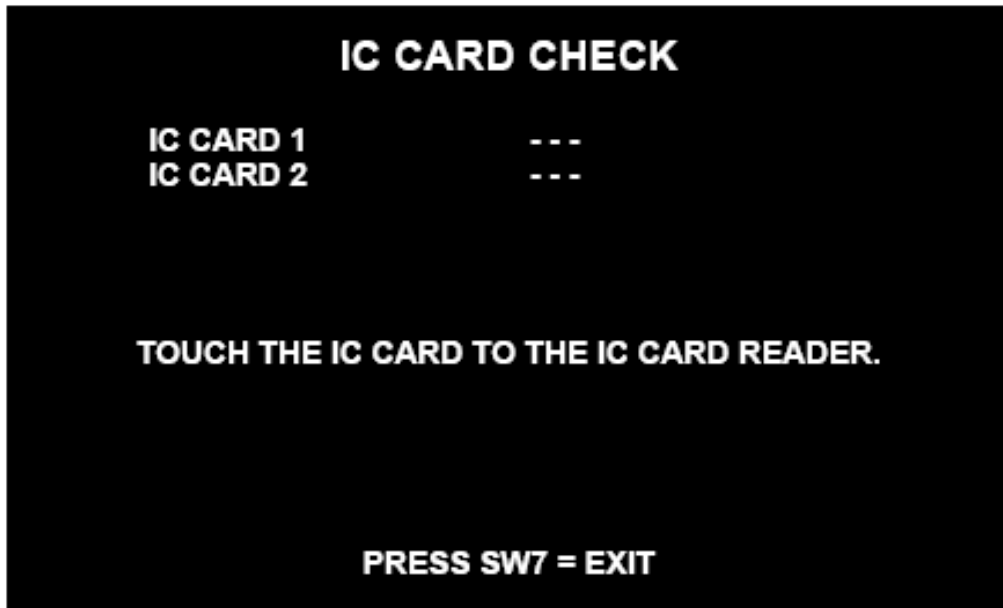 IC CARD CHECK
IC CARD 1 - - -
IC CARD 2 - - -
TOUCH THE IC CARD TO THE IC CARD READER.
PRESS SW7 = EXIT